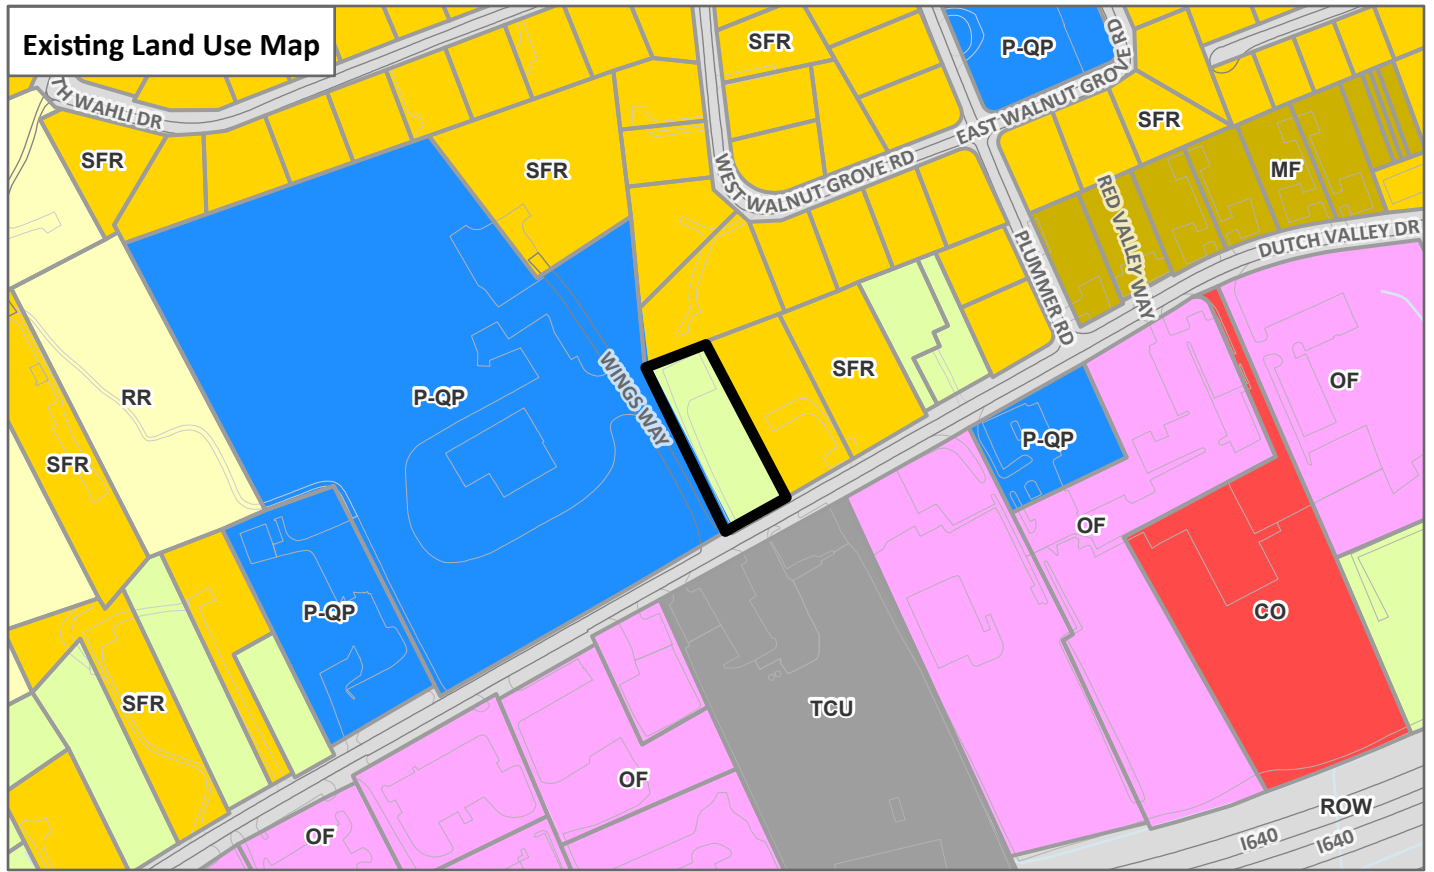 Existing Land Use Map
SFR
P-QP
TH WAHLI DR
EAST WALNUT GROVE RD
SFR
SFR
SFR
MF
WEST WALNUT GROVE RD
RED VALLEY WAY
DUTCH VALLEY DR
PLUMMER RD
RR
P-QP
WINGS WAY
SFR
OF
SFR
P-QP
OF
P-QP
CO
SFR
TCU
OF
OF
ROW
I640
I640